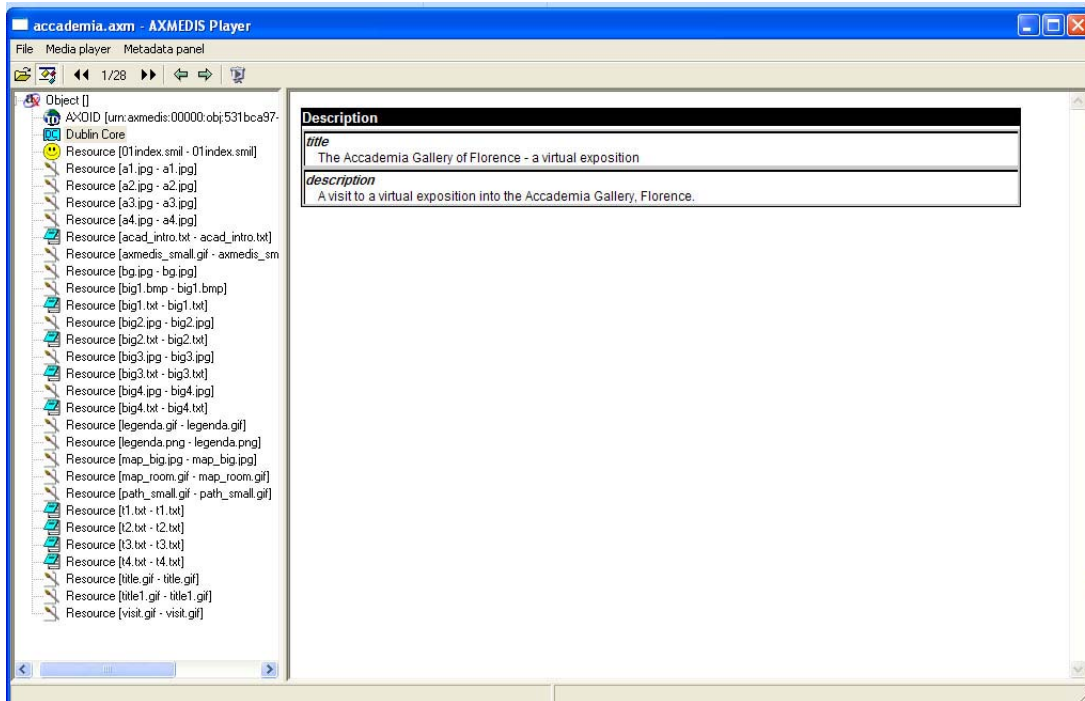 accademia.axm - AXMEDIS Player
File Media player Metadata panel
1/28
Object []
AXOID [urn:axmedis:00000:obj:531bca97-
DC Dublin Core
Resource [01index.smil - 01index.smil]
Resource [a1.jpg - a1.jpg]
Resource [a2.jpg - a2.jpg]
Resource [a3.jpg - a3.jpg]
Resource [a4.jpg - a4.jpg]
Resource [acad_intro.txt - acad_intro.txt]
Resource [axmedis_small.gif - axmedis_sm
Resource [bg.jpg - bg.jpg]
Resource [big1.bmp - big1.bmp]
Resource [big1.txt - big1.txt]
Resource [big2.jpg - big2.jpg]
Resource [big2.txt - big2.txt]
Resource [big3.jpg - big3.jpg]
Resource [big3.txt - big3.txt]
Resource [big4.jpg - big4.jpg]
Resource [big4.txt - big4.txt]
Resource [legenda.gif - legenda.gif]
Resource [legenda.png - legenda.png]
Resource [map_big.jpg - map_big.jpg]
Resource [map_room.gif - map_room.gif]
Resource [path_small.gif - path_small.gif]
Resource [t1.txt - t1.txt]
Resource [t2.txt - t2.txt]
Resource [t3.txt - t3.txt]
Resource [t4.txt - t4.txt]
Resource [title.gif - title.gif]
Resource [title1.gif - title1.gif]
Resource [visit.gif - visit.gif]
Description
title
The Accademia Gallery of Florence - a virtual exposition
description
A visit to a virtual exposition into the Accademia Gallery, Florence.